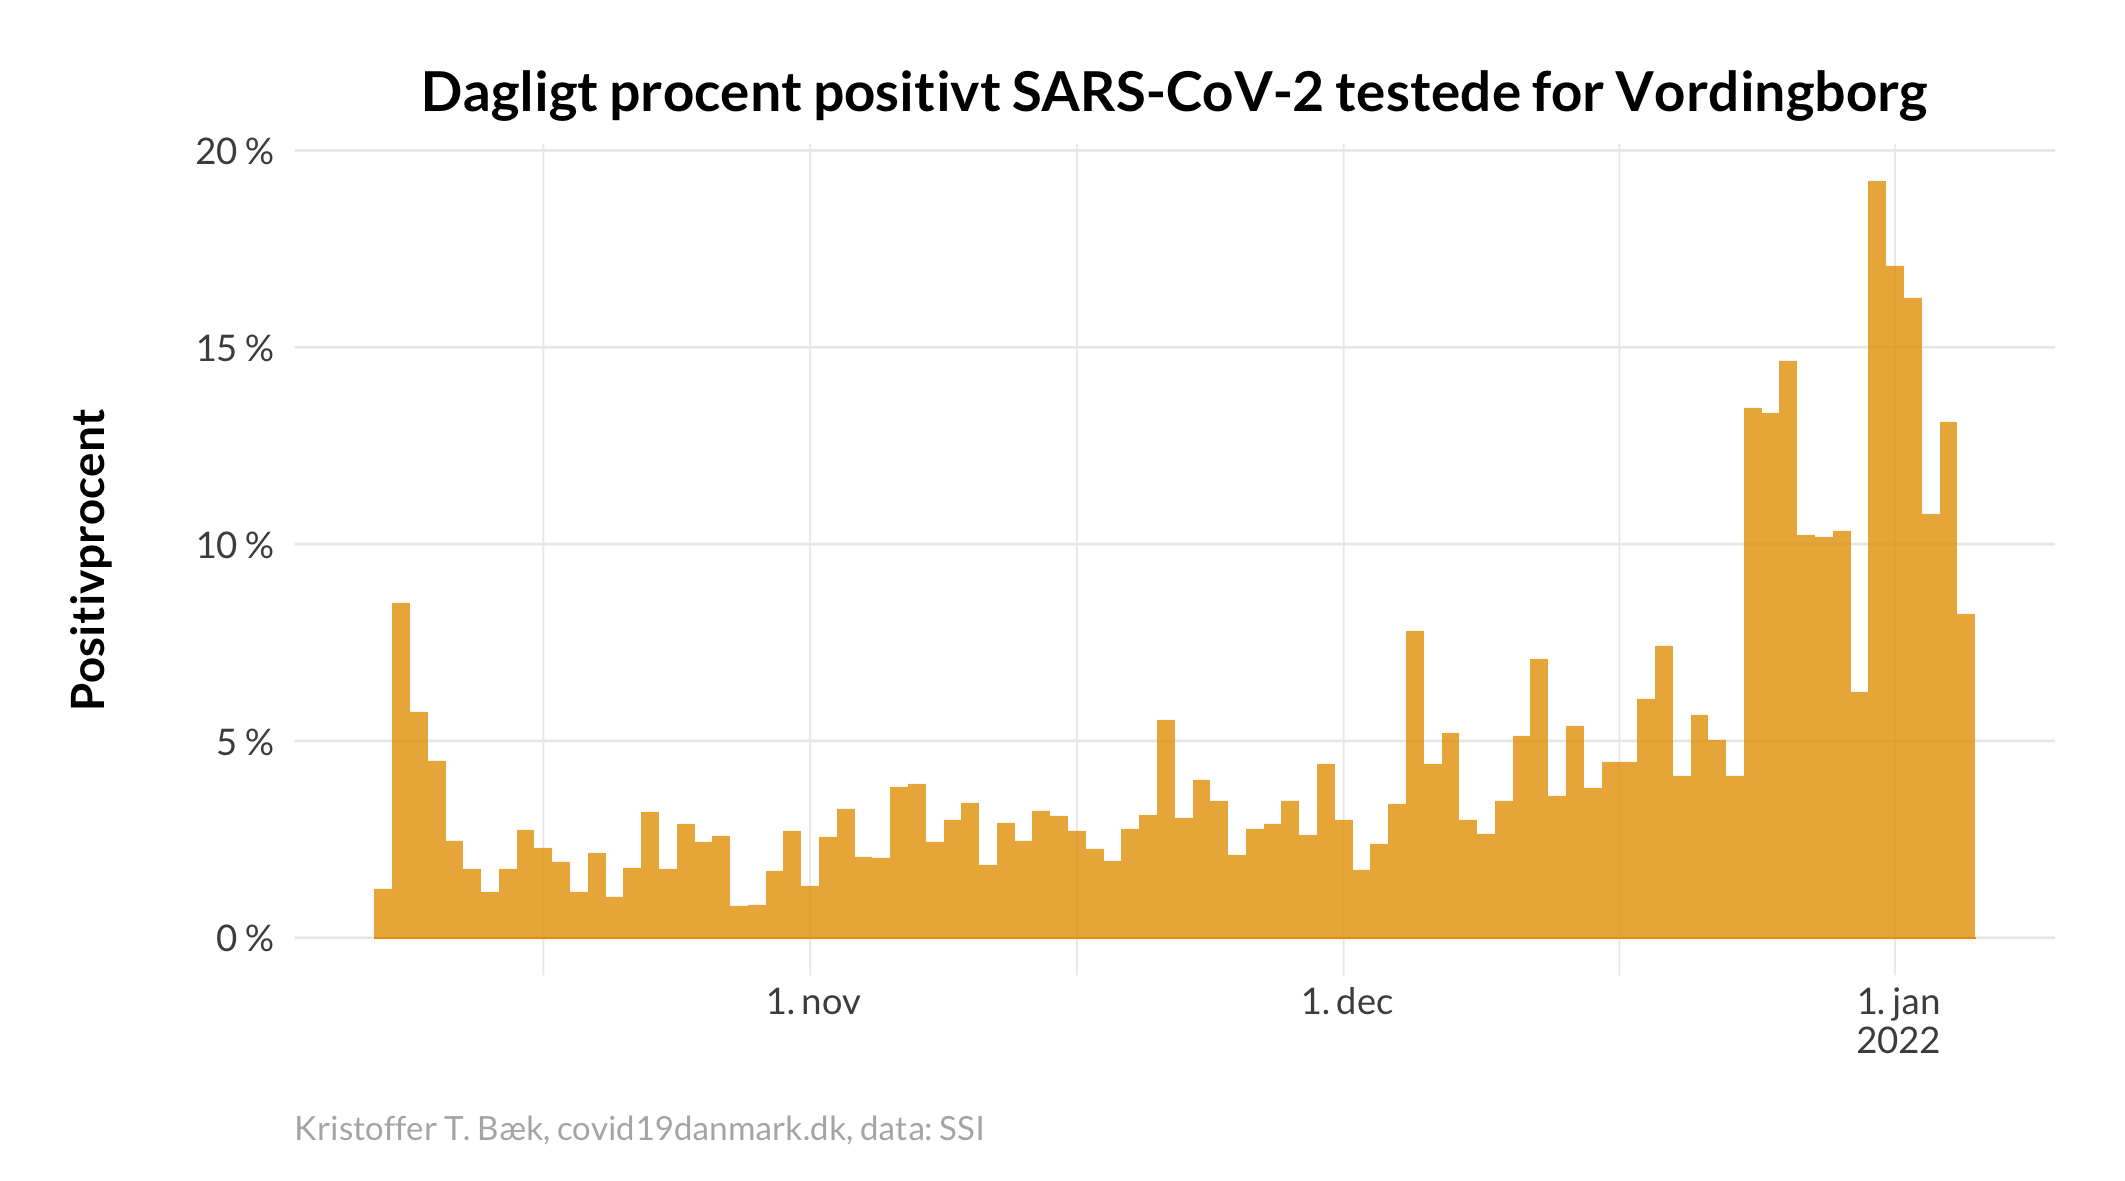 Dagligt procent positivt SARS-CoV-2 testede for Vordingborg
20 %
15 %
10 %
5 %
0 %
Positivprocent
1. nov
1. dec
1. jan
2022
Kristoffer T. Bæk, covid19danmark.dk, data: SSI